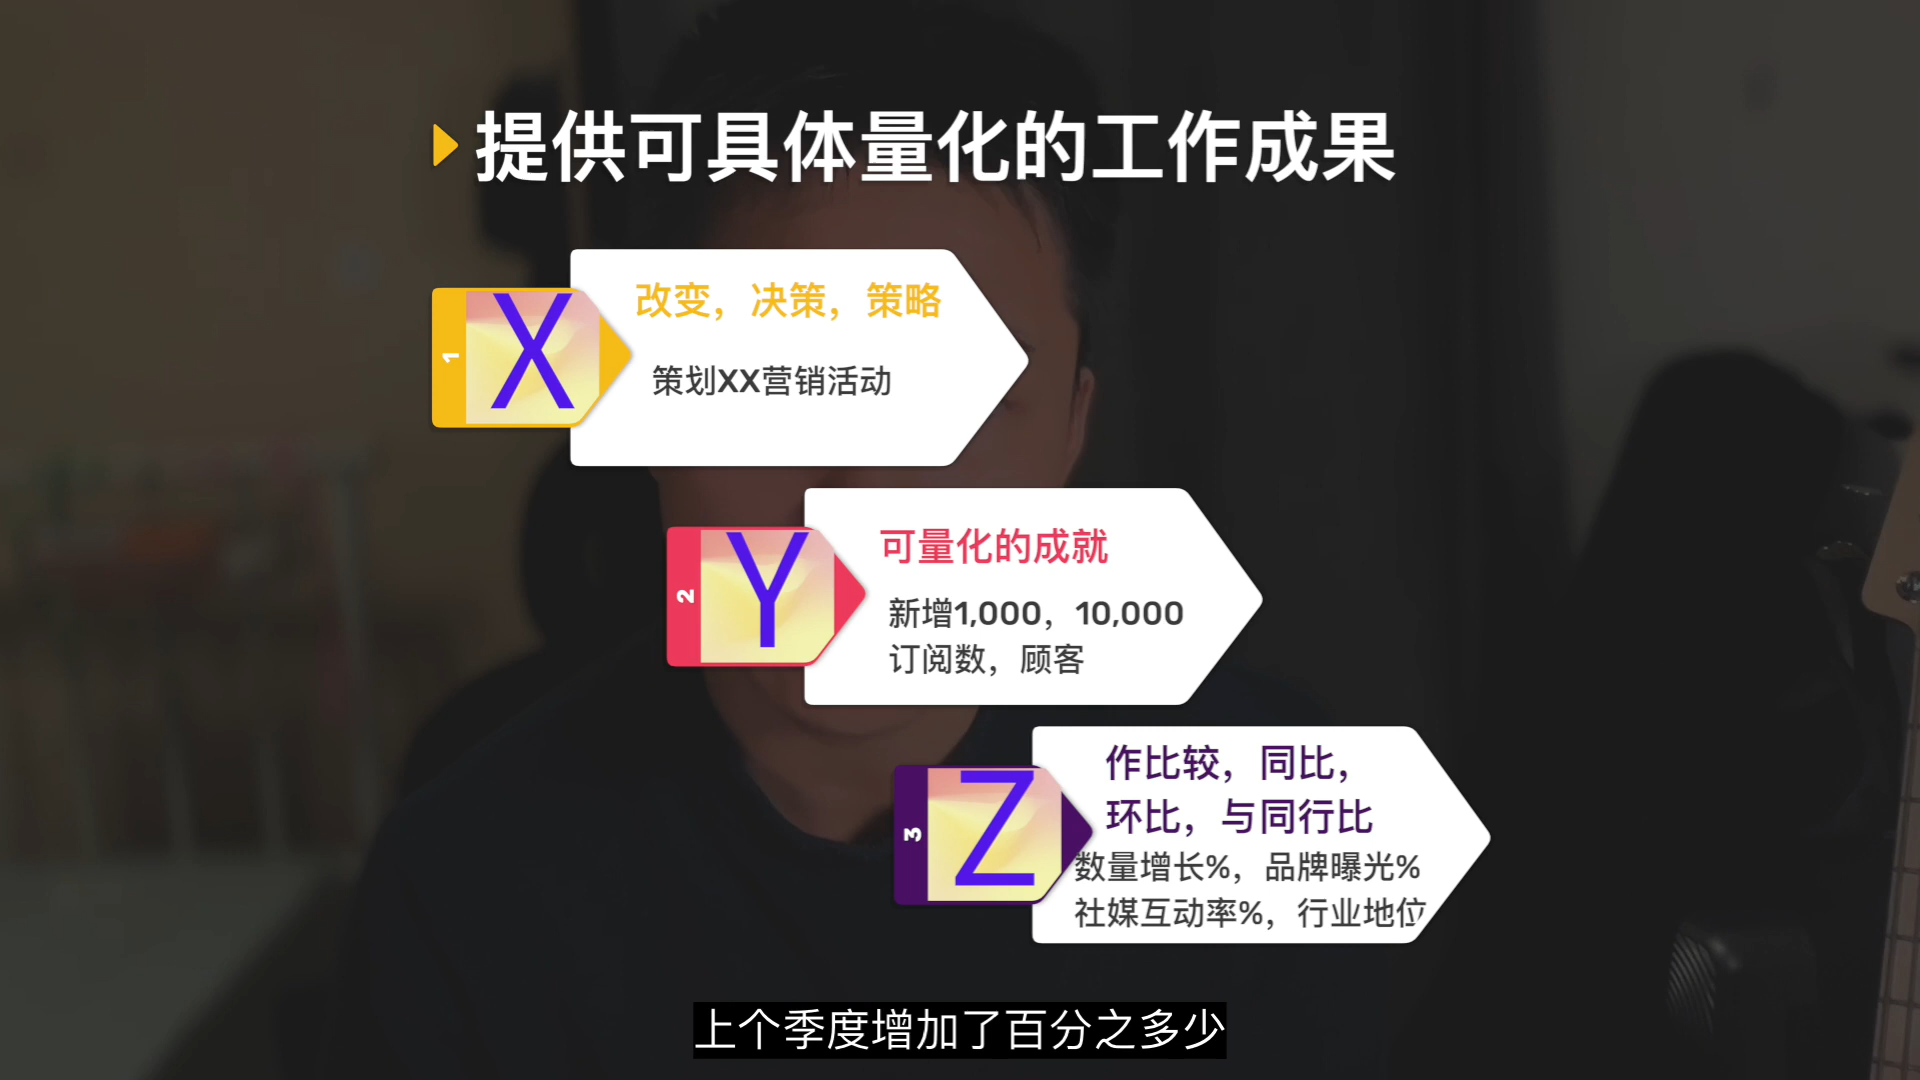 提供可具体量化的工作成果
1
X
改变，决策，策略
策划XX营销活动
2
Y
可量化的成就
新增1,000，10,000
订阅数，顾客
3
Z
作比较，同比，
环比，与同行比
数量增长%，品牌曝光%
社媒互动率%，行业地位
上个季度增加了百分之多少